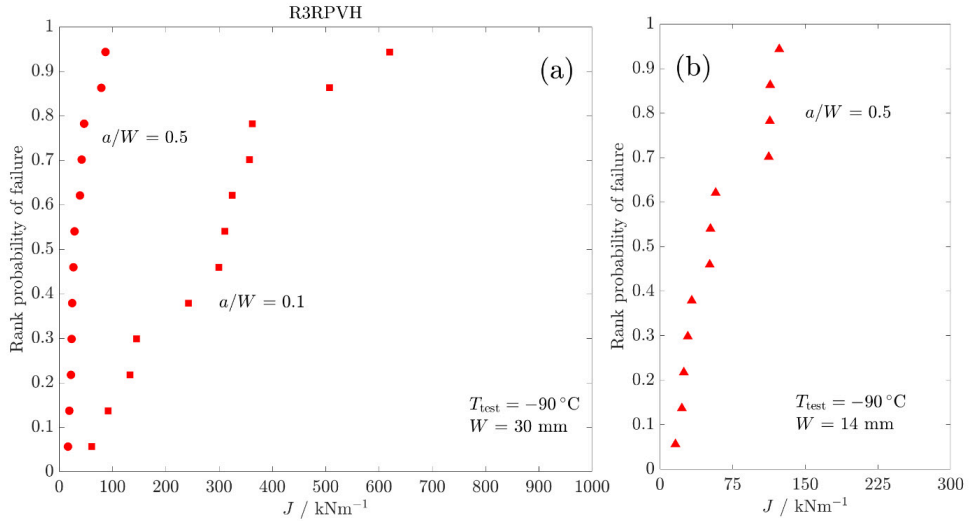 R3RPVH
1
0.9
0.8
0.7
0.6
0.5
0.4
0.3
0.2
0.1
0
Rank probability of failure
(a)
a/W = 0.5
a/W = 0.1
T_test = −90 °C
W = 30 mm
0 100 200 300 400 500 600 700 800 900 1000
J / kNm⁻¹
1
0.9
0.8
0.7
0.6
0.5
0.4
0.3
0.2
0.1
0
Rank probability of failure
(b)
a/W = 0.5
T_test = −90 °C
W = 14 mm
0 75 150 225 300
J / kNm⁻¹